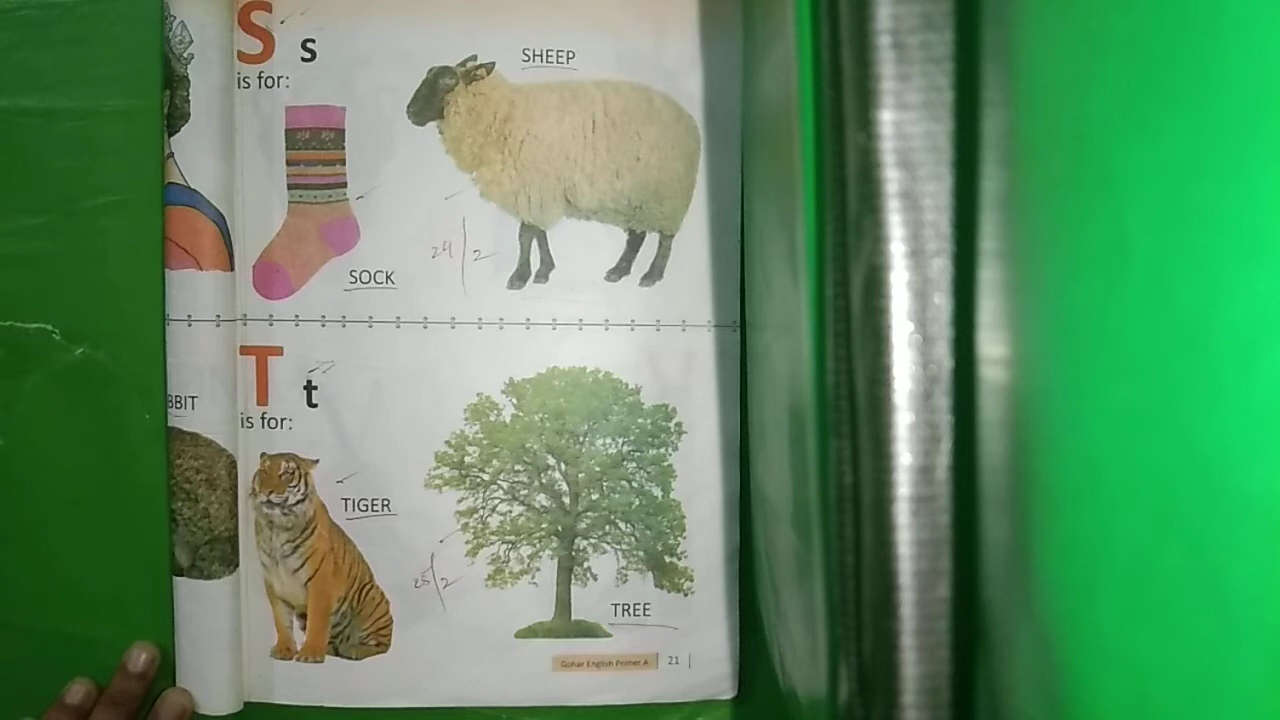 S s
is for:
SHEEP
SOCK
24/2
T t
is for:
BBIT
TIGER
25/2
TREE
Gohar English Primer A 21